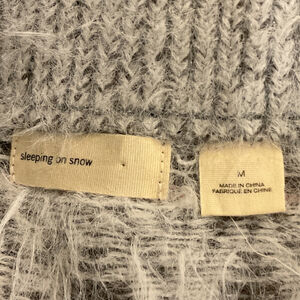 sleeping on snow
M
MADE IN CHINA
FABRIQUÉ EN CHINE